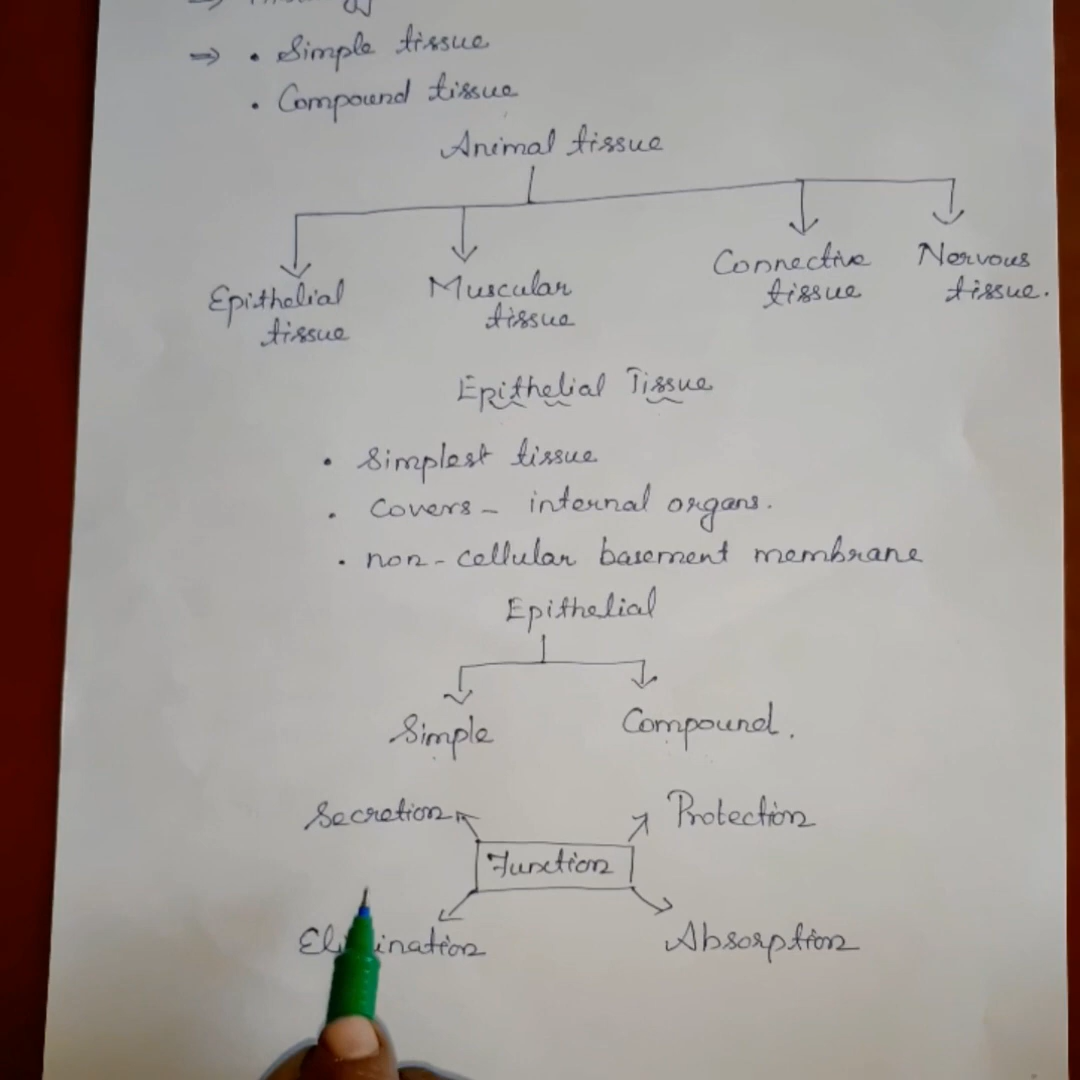 ⇒ • Simple tissue
• Compound tissue
Animal tissue
Epithelial tissue
Muscular tissue
Connective tissue
Nervous tissue.
Epithelial Tissue
• Simplest tissue
• Covers - internal organs.
• non-cellular basement membrane
Epithelial
Simple
Compound.
Secretion
Protection
Function
Elimination
Absorption